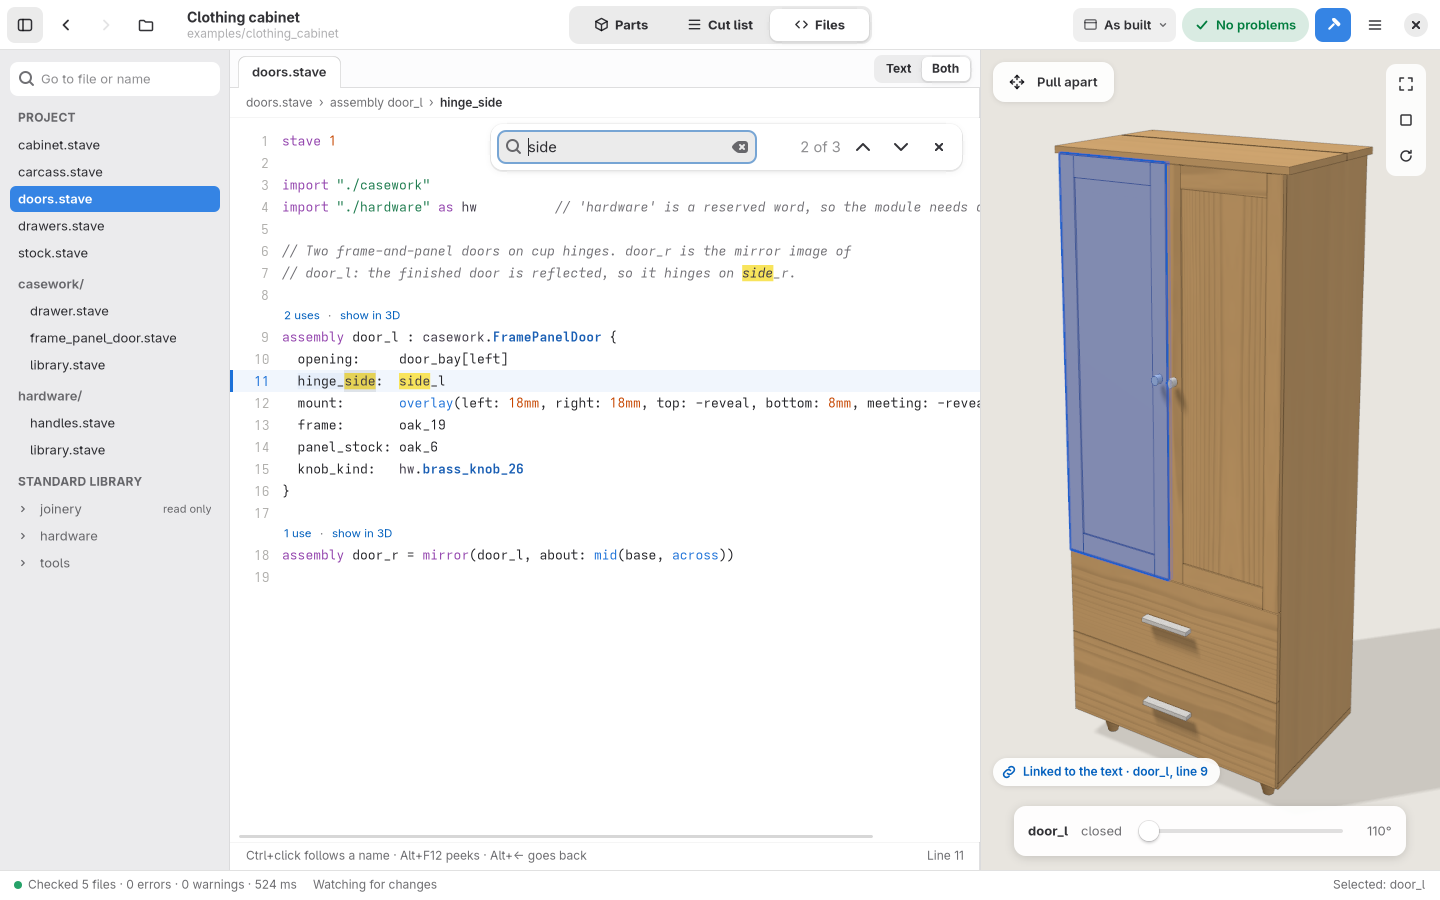 Clothing cabinet
examples/clothing_cabinet
Parts
Cut list
Files
As built
No problems
Go to file or name
PROJECT
cabinet.stave
carcass.stave
doors.stave
drawers.stave
stock.stave
casework/
drawer.stave
frame_panel_door.stave
library.stave
hardware/
handles.stave
library.stave
STANDARD LIBRARY
joinery read only
hardware
tools
doors.stave
Text Both
doors.stave › assembly door_l › hinge_side
side
2 of 3
1 stave 1
2
3 import "./casework"
4 import "./hardware" as hw // 'hardware' is a reserved word, so the module needs
5
6 // Two frame-and-panel doors on cup hinges. door_r is the mirror image of
7 // door_l: the finished door is reflected, so it hinges on side_r.
8
2 uses · show in 3D
9 assembly door_l : casework.FramePanelDoor {
10 opening: door_bay[left]
11 hinge_side: side_l
12 mount: overlay(left: 18mm, right: 18mm, top: -reveal, bottom: 8mm, meeting: -revea
13 frame: oak_19
14 panel_stock: oak_6
15 knob_kind: hw.brass_knob_26
16 }
17
1 use · show in 3D
18 assembly door_r = mirror(door_l, about: mid(base, across))
19
Ctrl+click follows a name · Alt+F12 peeks · Alt+← goes back
Line 11
Pull apart
Linked to the text · door_l, line 9
door_l closed 110°
Checked 5 files · 0 errors · 0 warnings · 524 ms Watching for changes
Selected: door_l